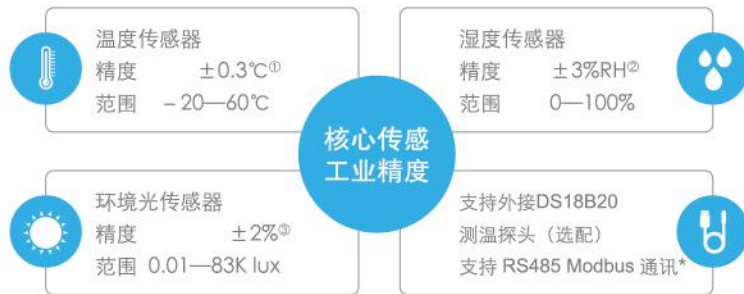 温度传感器
精度 ±0.3℃①
范围 －20—60℃
湿度传感器
精度 ±3%RH②
范围 0—100%
核心传感
工业精度
环境光传感器
精度 ±2%③
范围 0.01—83K lux
支持外接DS18B20
测温探头（选配）
支持 RS485 Modbus 通讯*